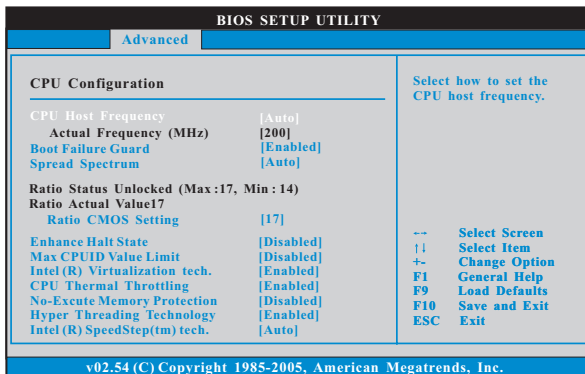 BIOS SETUP UTILITY
Advanced
CPU Configuration
CPU Host Frequency [Auto]
Actual Frequency (MHz) [200]
Boot Failure Guard [Enabled]
Spread Spectrum [Auto]
Ratio Status Unlocked (Max :17, Min : 14)
Ratio Actual Value17
Ratio CMOS Setting [17]
Enhance Halt State [Disabled]
Max CPUID Value Limit [Disabled]
Intel (R) Virtualization tech. [Enabled]
CPU Thermal Throttling [Enabled]
No-Excute Memory Protection [Disabled]
Hyper Threading Technology [Enabled]
Intel (R) SpeedStep(tm) tech. [Auto]
Select how to set the
CPU host frequency.
←→ Select Screen
↑↓ Select Item
+- Change Option
F1 General Help
F9 Load Defaults
F10 Save and Exit
ESC Exit
v02.54 (C) Copyright 1985-2005, American Megatrends, Inc.